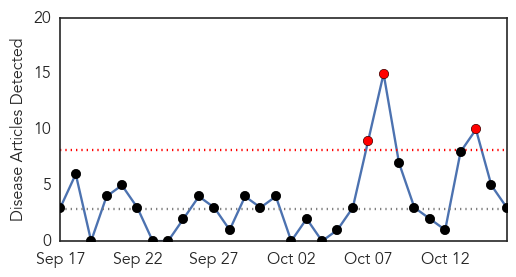 Disease Articles Detected
20
15
10
5
0
Sep 17
Sep 22
Sep 27
Oct 02
Oct 07
Oct 12